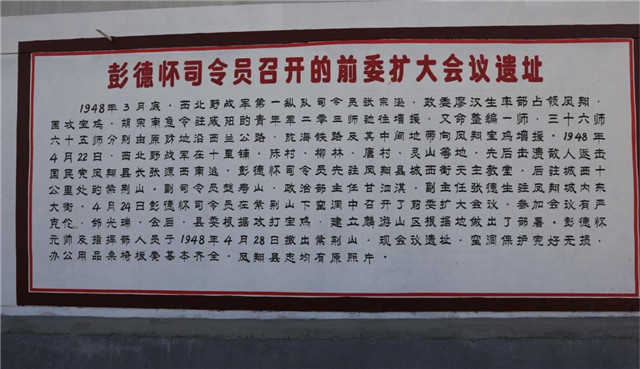 彭德怀司令员召开的前委扩大会议遗址
1948年3月底·西北野战军第一纵队司令员张宗逊·政委廖汉生率部占领凤翔·
围攻宝鸡·胡宗南急令驻咸阳的青年军二零三师驰往增援·又命整编一师·三十六师
六十五师分别由原防地沿西兰公路·陇海铁路及其中间地带向凤翔宝鸡增援·1948年
4月22日·西北野战军在十里铺·陈村·柳林·唐村·灵山等地·先后击溃敌人返击
国民党凤翔县长张源西南逃·彭德怀司令员先驻凤翔县城西街天主教堂·后驻城西十
公里处的紫荆山·副司令员赵寿山·政治部主任甘泗淇·副主任张德生驻凤翔城内东
大街·4月24日彭德怀司令员在紫荆山下窑洞中召开了前委扩大会议·参加会议有严
克伦·邹光瑞·会后·县委根据攻打宝鸡·建立麟游山区根据地做出了部署·彭德怀
元帅及指挥部人员于1948年4月28日撤出紫荆山·现会议遗址·窑洞保护完好无损·
办公用品桌椅板凳基本齐全·凤翔县志均有原照片·